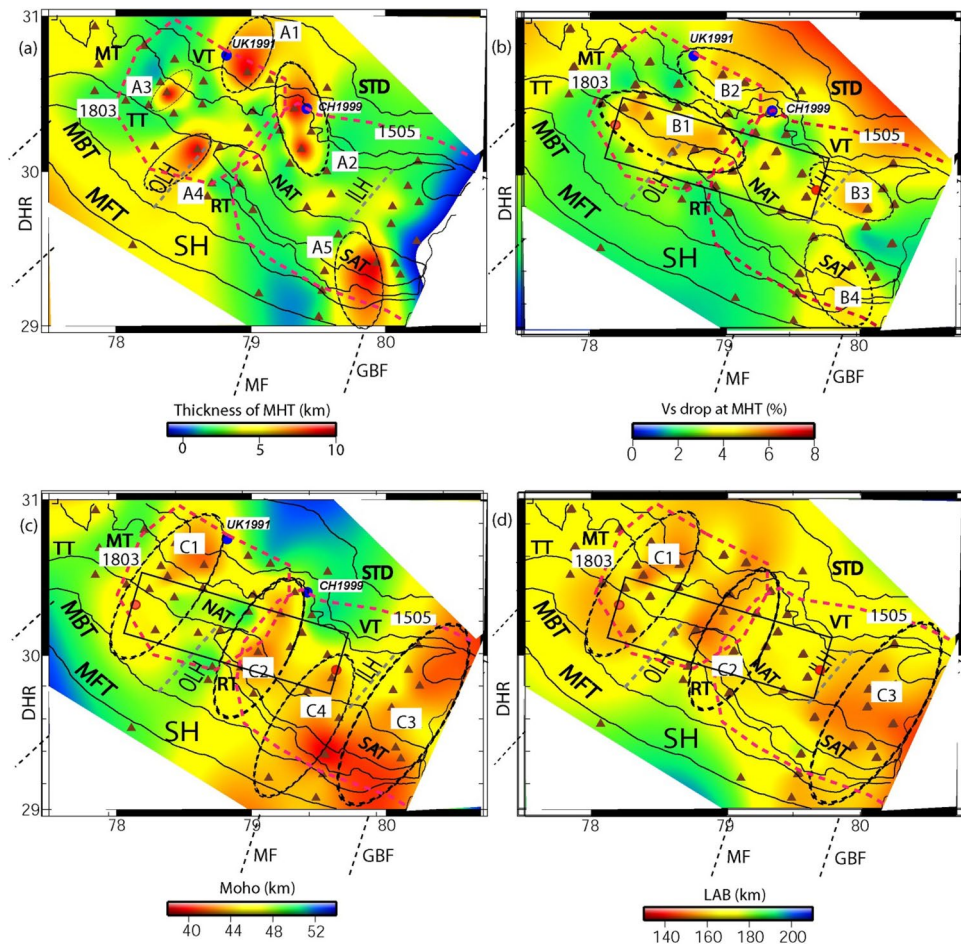 (a)
31
30
29
DHR
MT
VT
A1
UK1991
A3
1803
TT
STD
CH1999
1505
MBT
MFT
OLH
A4
A2
NAT
RT
ILH
A5
SH
SAT
78
79
80
MF
GBF
Thickness of MHT (km)
0
5
10
(b)
31
30
29
DHR
MT
UK1991
TT
1803
B2
STD
CH1999
1505
B1
VT
MBT
MFT
OLH
NAT
RT
ILH
B3
SH
SAT
B4
78
79
80
MF
GBF
Vs drop at MHT (%)
0
2
4
6
8
(c)
31
30
29
DHR
MT
UK1991
TT
1803
C1
STD
CH1999
1505
NAT
VT
MBT
MFT
OLH
RT
C2
ILH
C4
C3
SH
SAT
78
79
80
MF
GBF
Moho (km)
40
44
48
52
(d)
31
30
29
DHR
MT
TT
1803
C1
STD
1505
VT
MBT
MFT
OLH
C2
NAT
RT
ILH
C3
SH
SAT
78
79
80
MF
GBF
LAB (km)
140
160
180
200